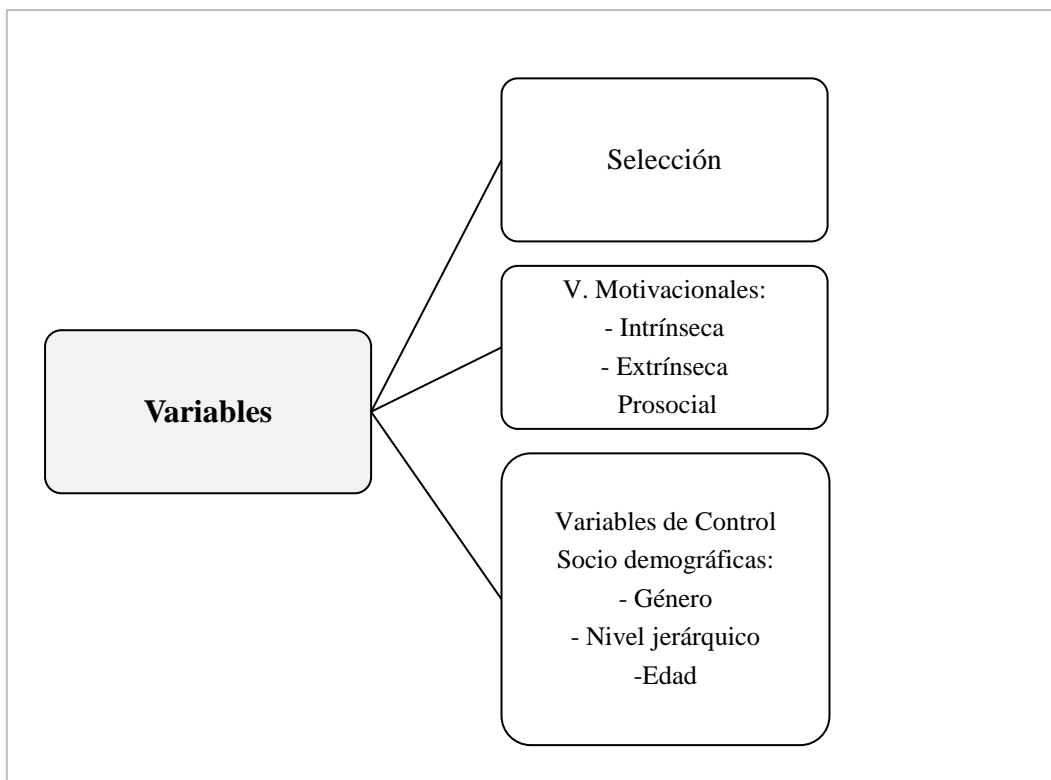 Selección
V. Motivacionales:
- Intrínseca
- Extrínseca
Prosocial
Variables
Variables de Control
Socio demográficas:
- Género
- Nivel jerárquico
-Edad